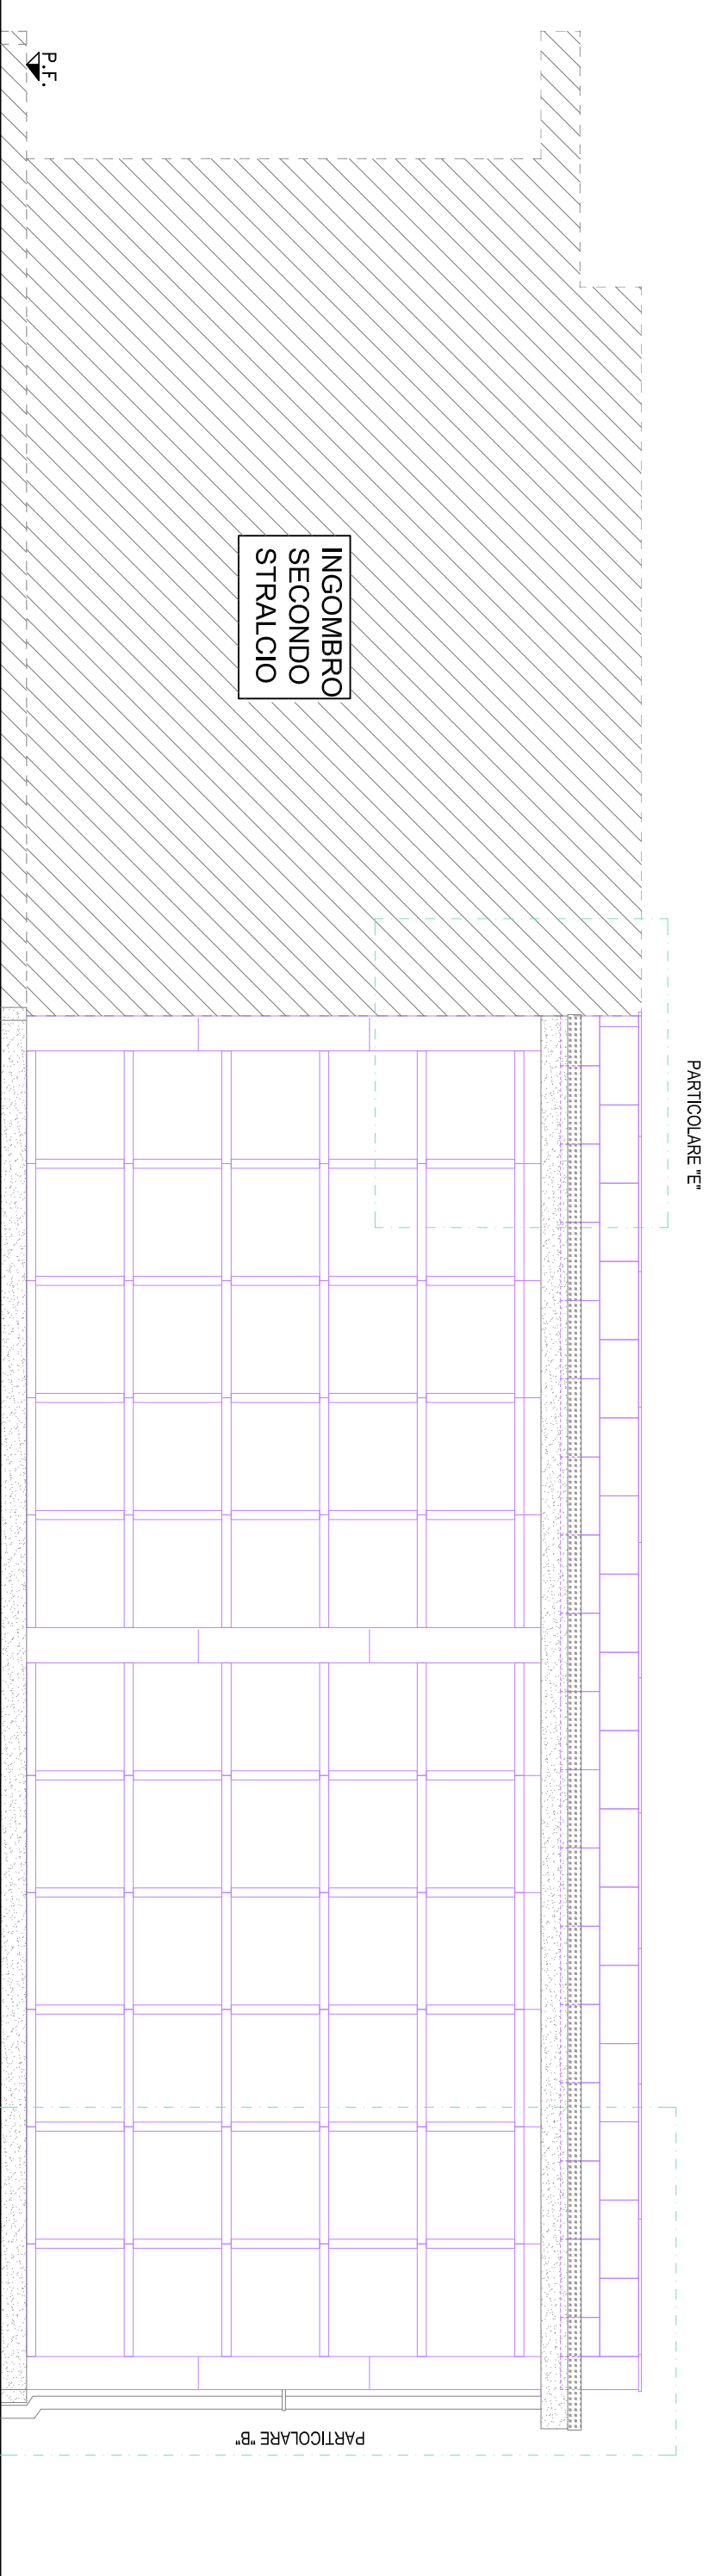 P.F.
INGOMBRO
SECONDO
STRALCIO
PARTICOLARE "E"
PARTICOLARE "B"